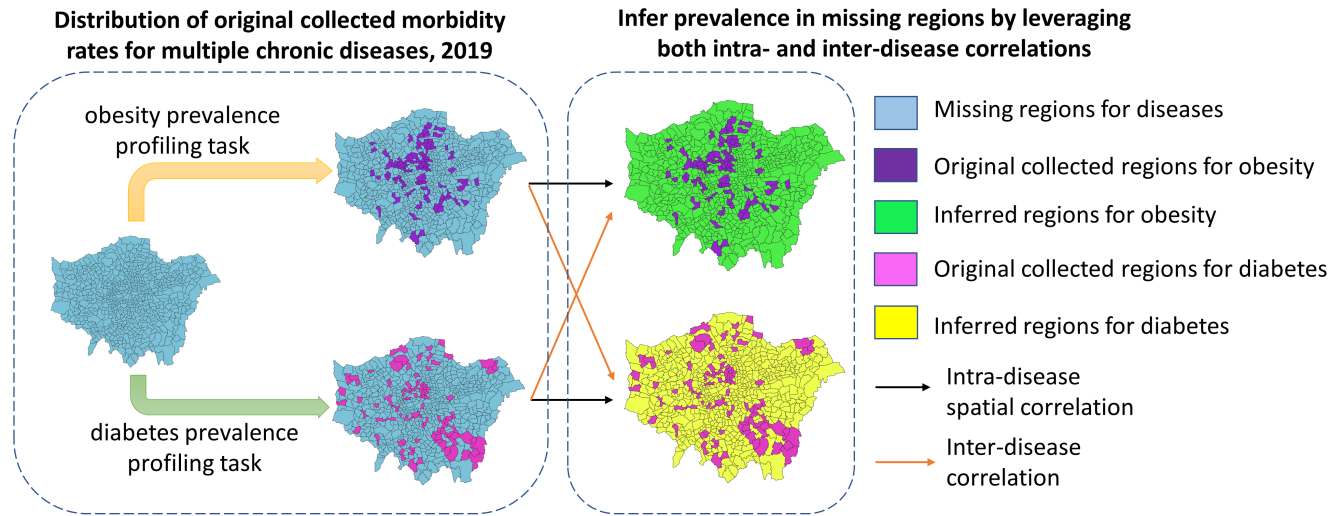 Distribution of original collected morbidity
rates for multiple chronic diseases, 2019
Infer prevalence in missing regions by leveraging
both intra- and inter-disease correlations
obesity prevalence
profiling task
diabetes prevalence
profiling task
Missing regions for diseases
Original collected regions for obesity
Inferred regions for obesity
Original collected regions for diabetes
Inferred regions for diabetes
Intra-disease
spatial correlation
Inter-disease
correlation